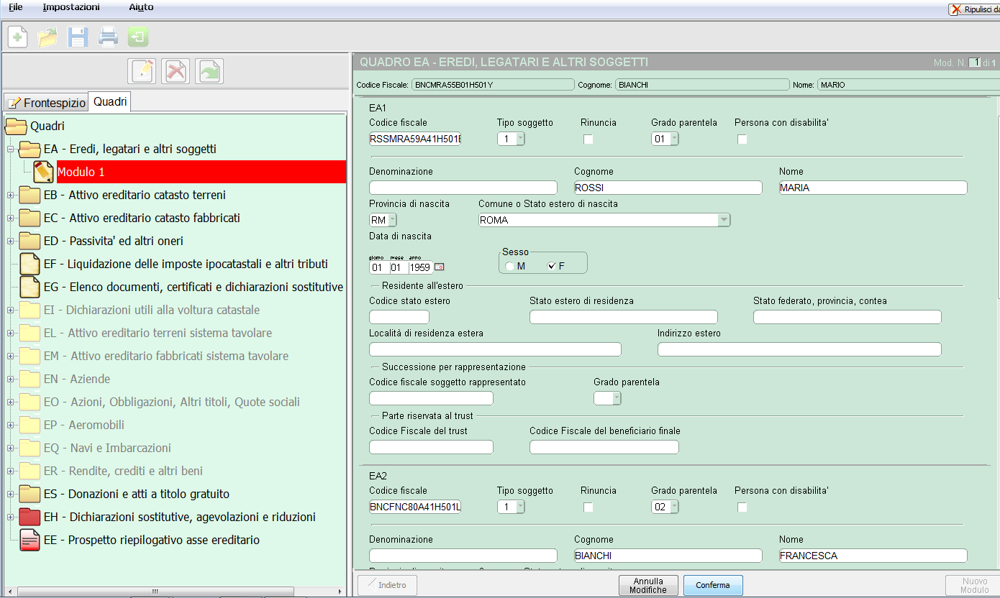 File Impostazioni Aiuto
Ripulisci da
Frontespizio Quadri
Quadri
EA - Eredi, legatari e altri soggetti
Modulo 1
EB - Attivo ereditario catasto terreni
EC - Attivo ereditario catasto fabbricati
ED - Passivita' ed altri oneri
EF - Liquidazione delle imposte ipocatastali e altri tributi
EG - Elenco documenti, certificati e dichiarazioni sostitutive
EI - Dichiarazioni utili alla voltura catastale
EL - Attivo ereditario terreni sistema tavolare
EM - Attivo ereditario fabbricati sistema tavolare
EN - Aziende
EO - Azioni, Obbligazioni, Altri titoli, Quote sociali
EP - Aeromobili
EQ - Navi e Imbarcazioni
ER - Rendite, crediti e altri beni
ES - Donazioni e atti a titolo gratuito
EH - Dichiarazioni sostitutive, agevolazioni e riduzioni
EE - Prospetto riepilogativo asse ereditario
QUADRO EA - EREDI, LEGATARI E ALTRI SOGGETTI Mod. N. 1 di 1
Codice Fiscale: BNCMRA55B01H501Y Cognome: BIANCHI Nome: MARIO
EA1
Codice fiscale Tipo soggetto Rinuncia Grado parentela Persona con disabilita'
RSSMRA59A41H501 1 01
Denominazione Cognome Nome
ROSSI MARIA
Provincia di nascita Comune o Stato estero di nascita
RM ROMA
Data di nascita
giorno mese anno Sesso
01 01 1959 M F
Residente all'estero
Codice stato estero Stato estero di residenza Stato federato, provincia, contea
Località di residenza estera Indirizzo estero
Successione per rappresentazione
Codice fiscale soggetto rappresentato Grado parentela
Parte riservata al trust
Codice Fiscale del trust Codice Fiscale del beneficiario finale
EA2
Codice fiscale Tipo soggetto Rinuncia Grado parentela Persona con disabilita'
BNCFNC80A41H501L 1 02
Denominazione Cognome Nome
BIANCHI FRANCESCA
Indietro Annulla Modifiche Conferma Nuovo Modulo